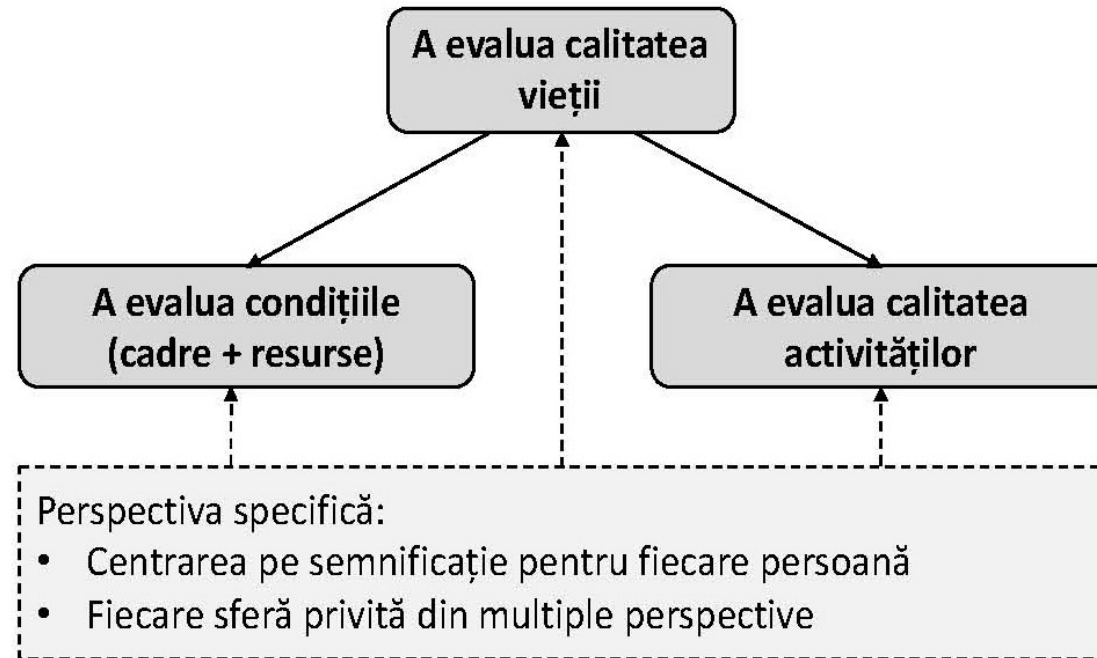 A evalua calitatea
vieții
A evalua condițiile
(cadre + resurse)
A evalua calitatea
activităților
Perspectiva specifică:
• Centrarea pe semnificație pentru fiecare persoană
• Fiecare sferă privită din multiple perspective